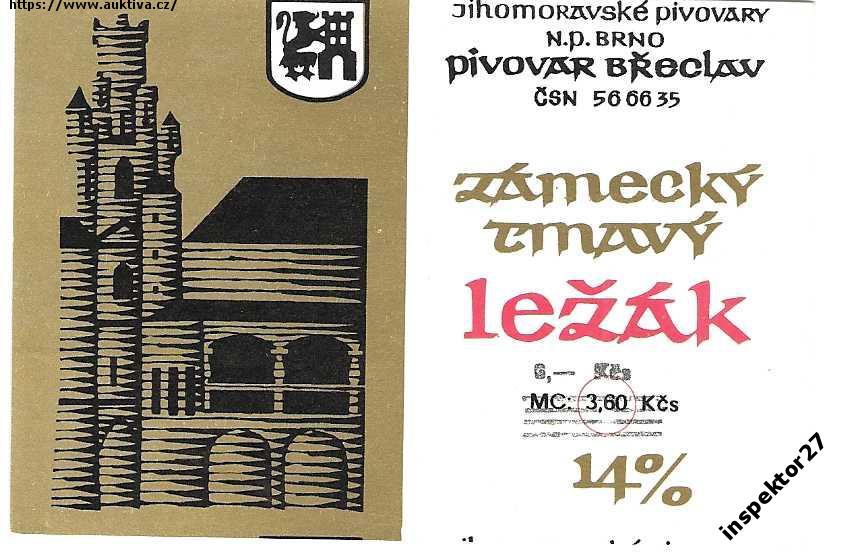 https://www.auktiva.cz/
Jihomoravské pivovary
N.P. BRNO
PIVOVAR BŘECLAV
ČSN 56 66 35
zámecký
tmavý
ležák
6,— Kčs
MC: 3,60 Kčs
14%
inspektor27